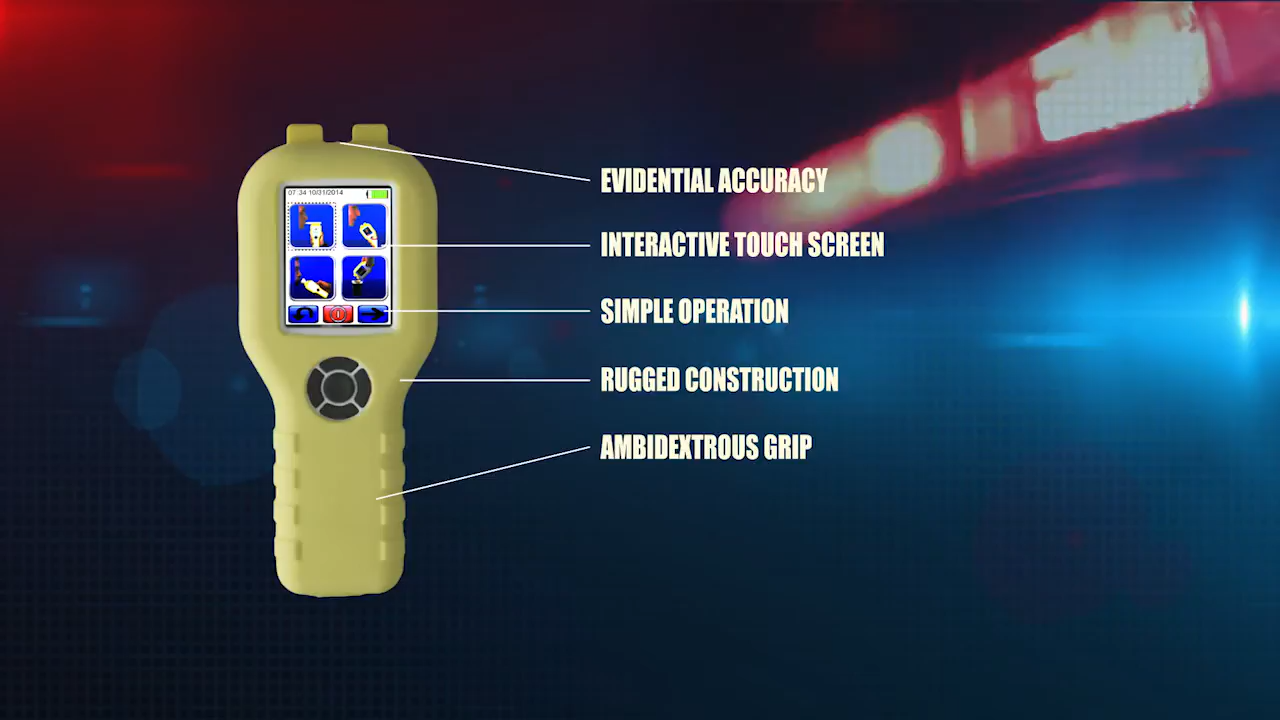 07:34 10/31/2014
EVIDENTIAL ACCURACY
INTERACTIVE TOUCH SCREEN
SIMPLE OPERATION
RUGGED CONSTRUCTION
AMBIDEXTROUS GRIP